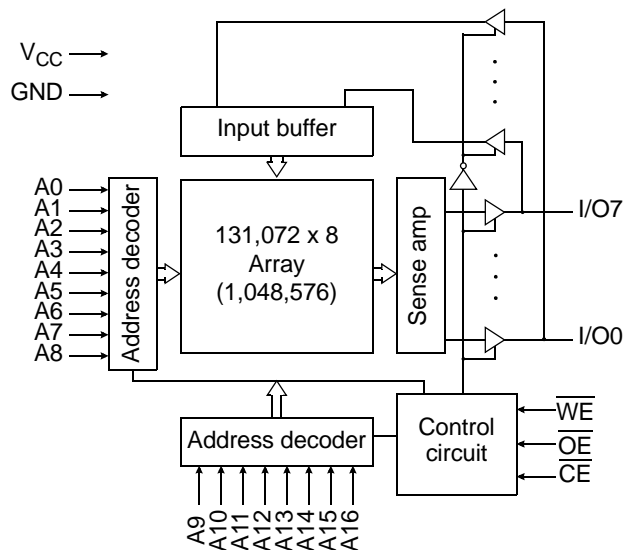 VCC
GND
Input buffer
A0
A1
A2
A3
A4
A5
A6
A7
A8
Address decoder
131,072 x 8
Array
(1,048,576)
Sense amp
I/O7
I/O0
Address decoder
Control
circuit
WE
OE
CE
A9
A10
A11
A12
A13
A14
A15
A16